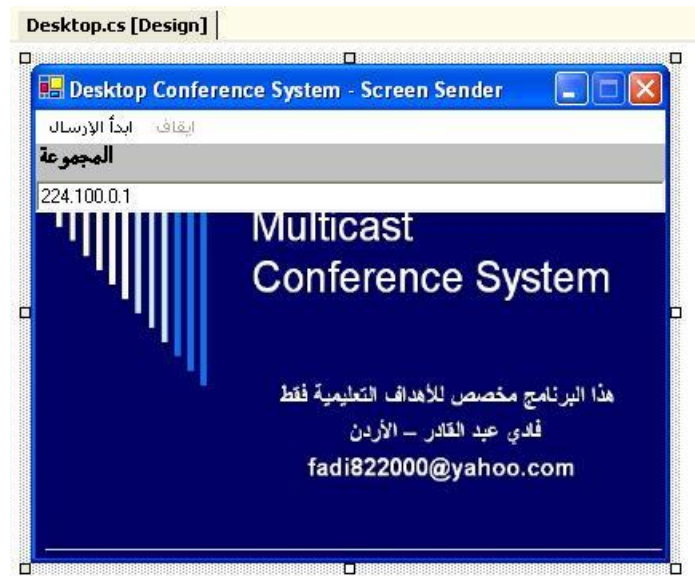 Desktop.cs [Design]
Desktop Conference System - Screen Sender
ابدأ الإرسال ايقاف
المجموعة
224.100.0.1
Multicast
Conference System
هذا البرنامج مخصص للأهداف التعليمية فقط
فادي عبد القادر – الأردن
fadi822000@yahoo.com